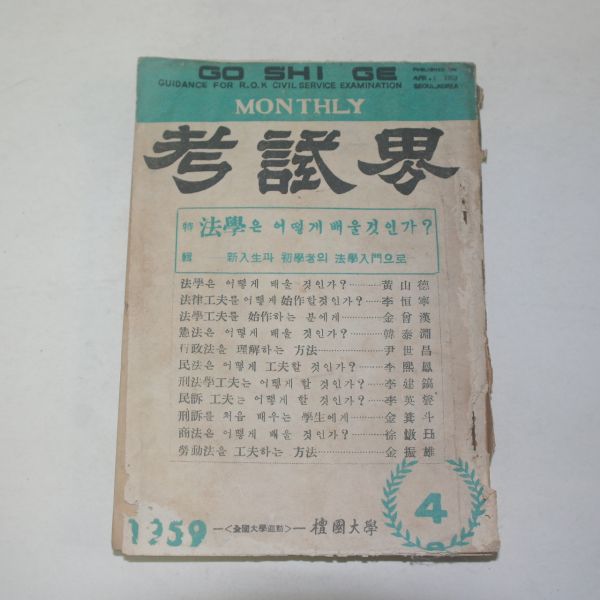 GO SHI GE
GUIDANCE FOR R.O.K CIVIL SERVICE EXAMINATION
PUBLISHED ON
APR. 1 1959
SEOUL, KOREA
MONTHLY
考試界
特輯
法學은 어떻게 배울것인가?
新入生과 初學者의 法學入門으로
法學은 어떻게 배울 것인가?………黃山德
法律工夫를 어떻게 始作할것인가?…李恒寧
法學工夫를 始作하는 분에게………金曾漢
憲法은 어떻게 배울 것인가?………韓泰淵
行政法을 理解하는 方法……………尹世昌
民法은 어떻게 工夫할 것인가?……李熙鳳
刑法學工夫는 어떻게 할 것인가?…李建鎬
民訴 工夫는 어떻게 할 것인가?……李英燮
刑訴를 처음 배우는 學生에게………金箕斗
商法은 어떻게 배울 것인가?………徐燉珏
勞動法을 工夫하는 方法……………金振雄
1959
—<全國大學巡勘>— 檀國大學
4